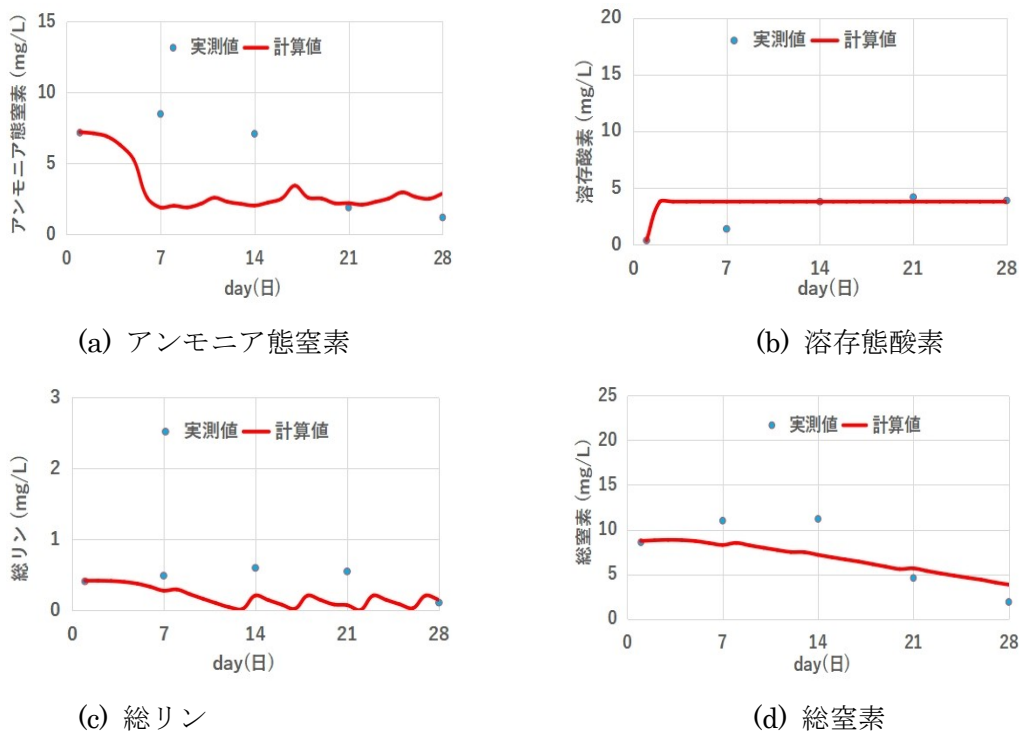 アンモニア態窒素 (mg/L)
15
10
5
0
実測値 計算値
0 7 14 21 28
day(日)
(a) アンモニア態窒素
溶存酸素 (mg/L)
20
15
10
5
0
実測値 計算値
0 7 14 21 28
day(日)
(b) 溶存態酸素
総リン (mg/L)
3
2
1
0
実測値 計算値
0 7 14 21 28
day(日)
(c) 総リン
総窒素 (mg/L)
25
20
15
10
5
0
実測値 計算値
0 7 14 21 28
day(日)
(d) 総窒素